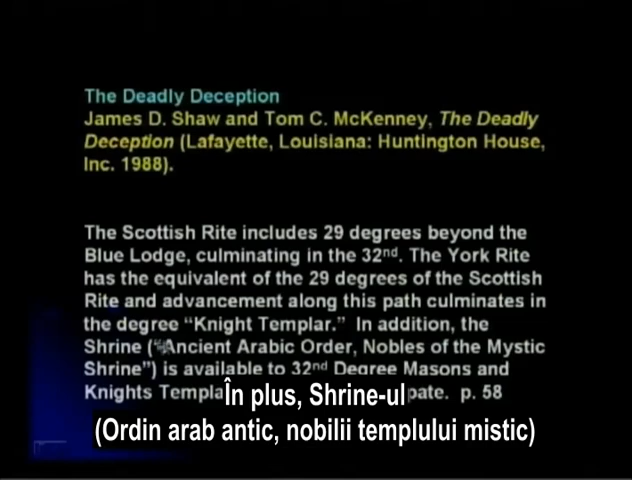 The Deadly Deception
James D. Shaw and Tom C. McKenney, The Deadly
Deception (Lafayette, Louisiana: Huntington House,
Inc. 1988).
The Scottish Rite includes 29 degrees beyond the
Blue Lodge, culminating in the 32nd. The York Rite
has the equivalent of the 29 degrees of the Scottish
Rite and advancement along this path culminates in
the degree “Knight Templar.” In addition, the
Shrine (“Ancient Arabic Order, Nobles of the Mystic
Shrine”) is available to 32nd Degree Masons and
Knights Templa pate. p. 58
În plus, Shrine-ul
(Ordin arab antic, nobilii templului mistic)